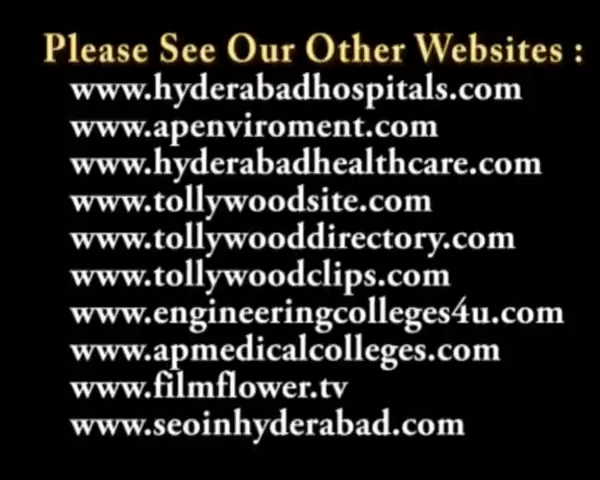 Please See Our Other Websites :
www.hyderabadhospitals.com
www.apenviroment.com
www.hyderabadhealthcare.com
www.tollywoodsite.com
www.tollywooddirectory.com
www.tollywoodclips.com
www.engineeringcolleges4u.com
www.apmedicalcolleges.com
www.filmflower.tv
www.seoinhyderabad.com